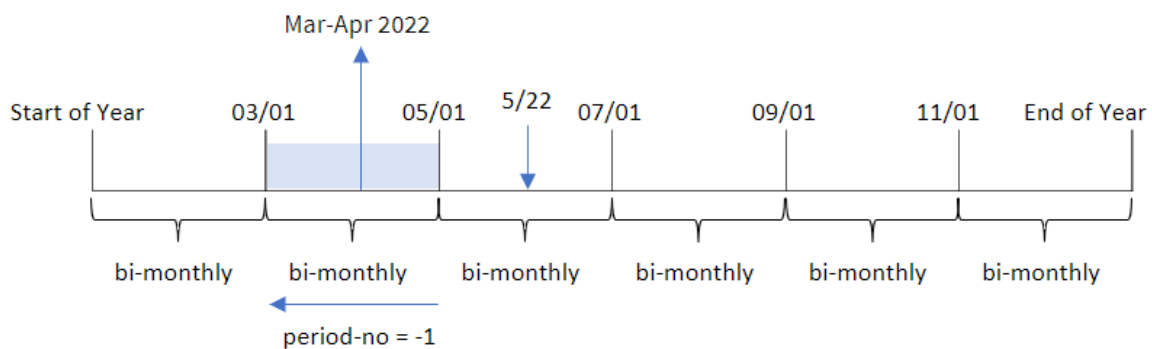 Mar-Apr 2022
Start of Year 03/01 05/01 5/22 07/01 09/01 11/01 End of Year
bi-monthly bi-monthly bi-monthly bi-monthly bi-monthly bi-monthly
period-no = -1